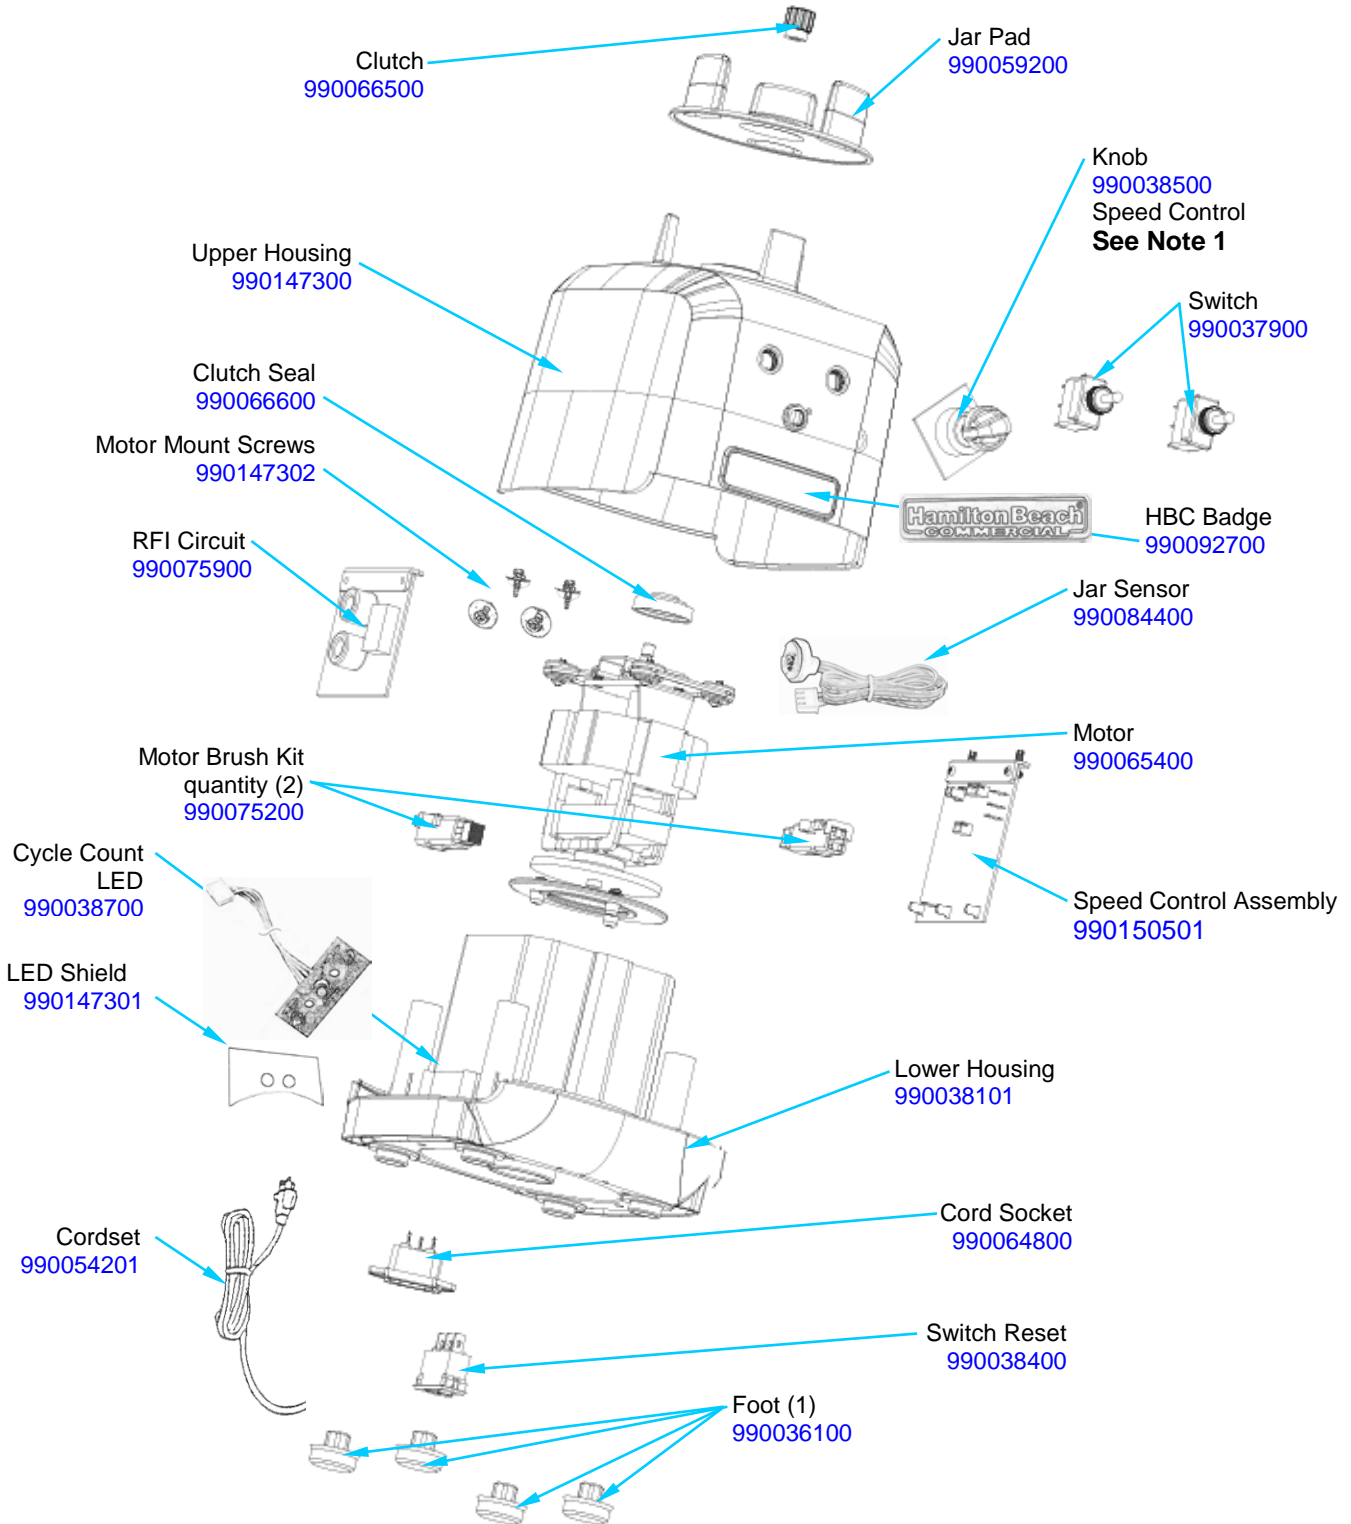 Clutch
990066500
Jar Pad
990059200
Knob
990038500
Speed Control
See Note 1
Upper Housing
990147300
Switch
990037900
Clutch Seal
990066600
Motor Mount Screws
990147302
Hamilton Beach
COMMERCIAL
HBC Badge
990092700
RFI Circuit
990075900
Jar Sensor
990084400
Motor
990065400
Motor Brush Kit
quantity (2)
990075200
Cycle Count
LED
990038700
Speed Control Assembly
990150501
LED Shield
990147301
Lower Housing
990038101
Cordset
990054201
Cord Socket
990064800
Switch Reset
990038400
Foot (1)
990036100